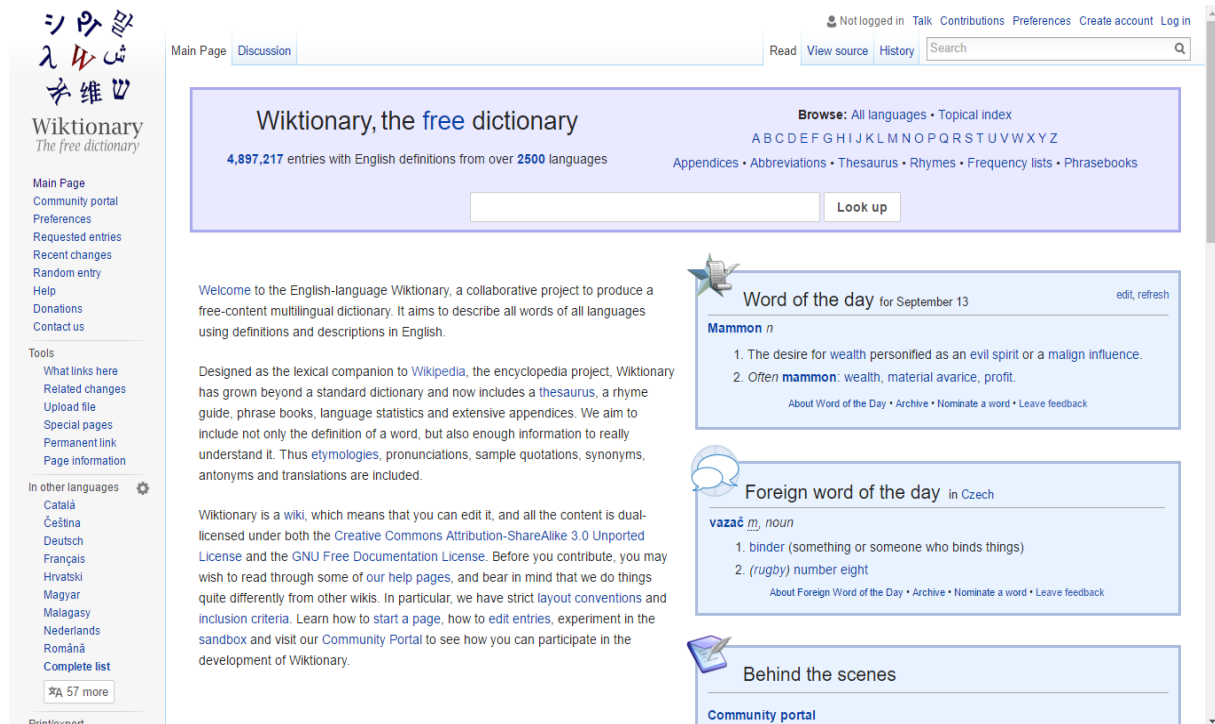 シ
말
λ
W
维
Wiktionary
The free dictionary
Main Page
Community portal
Preferences
Requested entries
Recent changes
Random entry
Help
Donations
Contact us
Tools
What links here
Related changes
Upload file
Special pages
Permanent link
Page information
In other languages
Català
Čeština
Deutsch
Français
Hrvatski
Magyar
Malagasy
Nederlands
Română
Complete list
57 more
Print/export
Not logged in Talk Contributions Preferences Create account Log in
Main Page Discussion Read View source History Search
Wiktionary, the free dictionary
4,897,217 entries with English definitions from over 2500 languages
Browse: All languages • Topical index
A B C D E F G H I J K L M N O P Q R S T U V W X Y Z
Appendices • Abbreviations • Thesaurus • Rhymes • Frequency lists • Phrasebooks
Look up
Welcome to the English-language Wiktionary, a collaborative project to produce a
free-content multilingual dictionary. It aims to describe all words of all languages
using definitions and descriptions in English.
Designed as the lexical companion to Wikipedia, the encyclopedia project, Wiktionary
has grown beyond a standard dictionary and now includes a thesaurus, a rhyme
guide, phrase books, language statistics and extensive appendices. We aim to
include not only the definition of a word, but also enough information to really
understand it. Thus etymologies, pronunciations, sample quotations, synonyms,
antonyms and translations are included.
Wiktionary is a wiki, which means that you can edit it, and all the content is dual-
licensed under both the Creative Commons Attribution-ShareAlike 3.0 Unported
License and the GNU Free Documentation License. Before you contribute, you may
wish to read through some of our help pages, and bear in mind that we do things
quite differently from other wikis. In particular, we have strict layout conventions and
inclusion criteria. Learn how to start a page, how to edit entries, experiment in the
sandbox and visit our Community Portal to see how you can participate in the
development of Wiktionary.
Word of the day for September 13
edit, refresh
Mammon n
1. The desire for wealth personified as an evil spirit or a malign influence.
2. Often mammon: wealth, material avarice, profit.
About Word of the Day • Archive • Nominate a word • Leave feedback
Foreign word of the day in Czech
vazač m, noun
1. binder (something or someone who binds things)
2. (rugby) number eight
About Foreign Word of the Day • Archive • Nominate a word • Leave feedback
Behind the scenes
Community portal